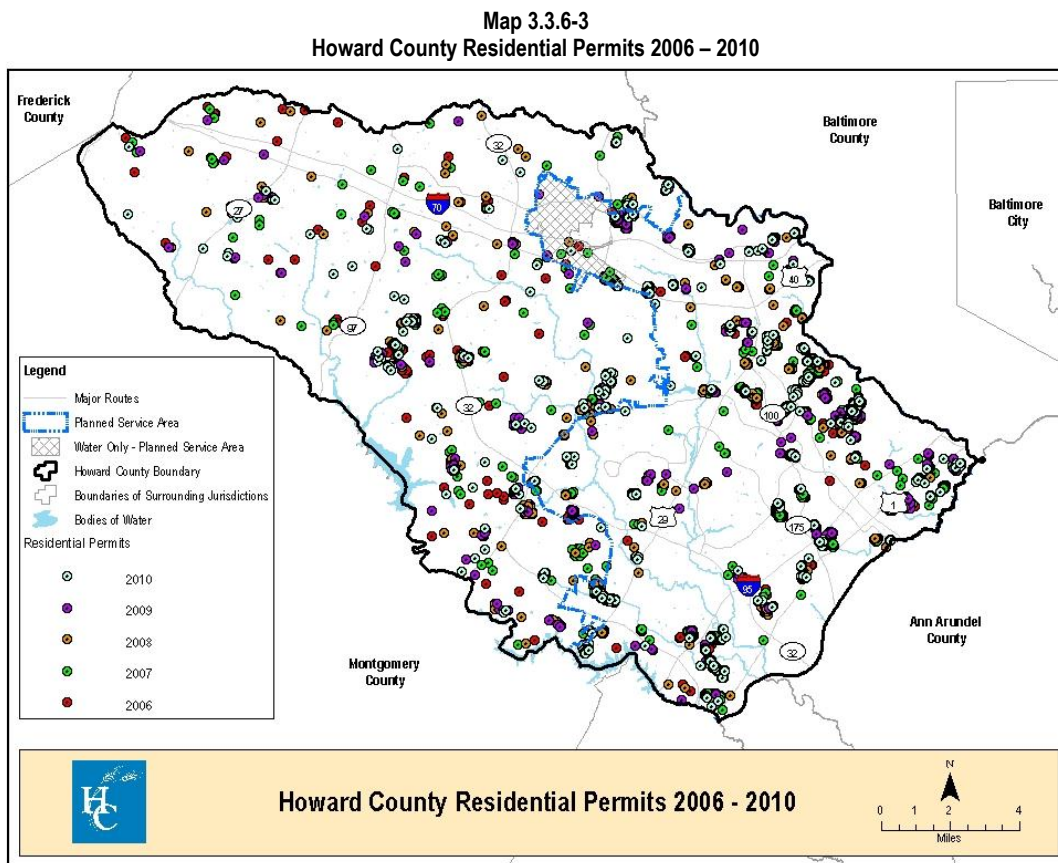 Map 3.3.6-3
Howard County Residential Permits 2006 – 2010
Frederick
County
Baltimore
County
Baltimore
City
32
70
27
40
97
32
100
1
29
175
95
32
Ann Arundel
County
Montgomery
County
Legend
Major Routes
Planned Service Area
Water Only - Planned Service Area
Howard County Boundary
Boundaries of Surrounding Jurisdictions
Bodies of Water
Residential Permits
2010
2009
2008
2007
2006
HC
Howard County Residential Permits 2006 - 2010
N
0 2 4
Miles